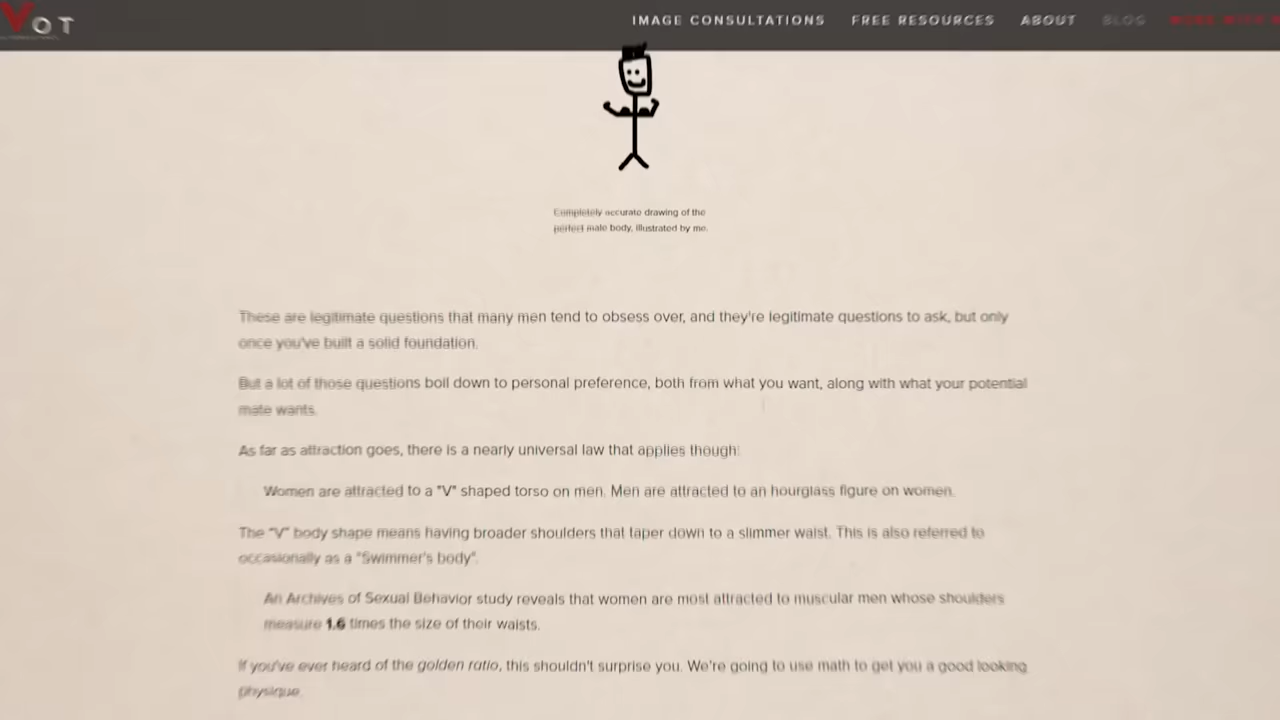 VOT
IMAGE CONSULTATIONS FREE RESOURCES ABOUT BLOG
Completely accurate drawing of the
perfect male body, illustrated by me.
These are legitimate questions that many men tend to obsess over, and they're legitimate questions to ask, but only
once you've built a solid foundation.
But a lot of those questions boil down to personal preference, both from what you want, along with what your potential
mate wants.
As far as attraction goes, there is a nearly universal law that applies though:
Women are attracted to a "V" shaped torso on men. Men are attracted to an hourglass figure on women.
The "V" body shape means having broader shoulders that taper down to a slimmer waist. This is also referred to
occasionally as a "Swimmer's body".
An Archives of Sexual Behavior study reveals that women are most attracted to muscular men whose shoulders
measure 1.6 times the size of their waists.
If you've ever heard of the golden ratio, this shouldn't surprise you. We're going to use math to get you a good looking
physique.